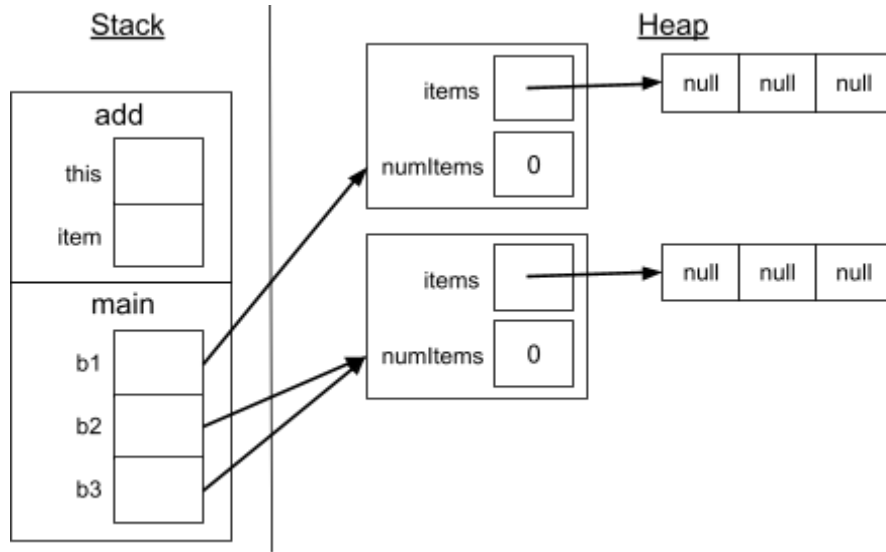 Stack
Heap
add
this
item
main
b1
b2
b3
items
null null null
numItems 0
items
null null null
numItems 0